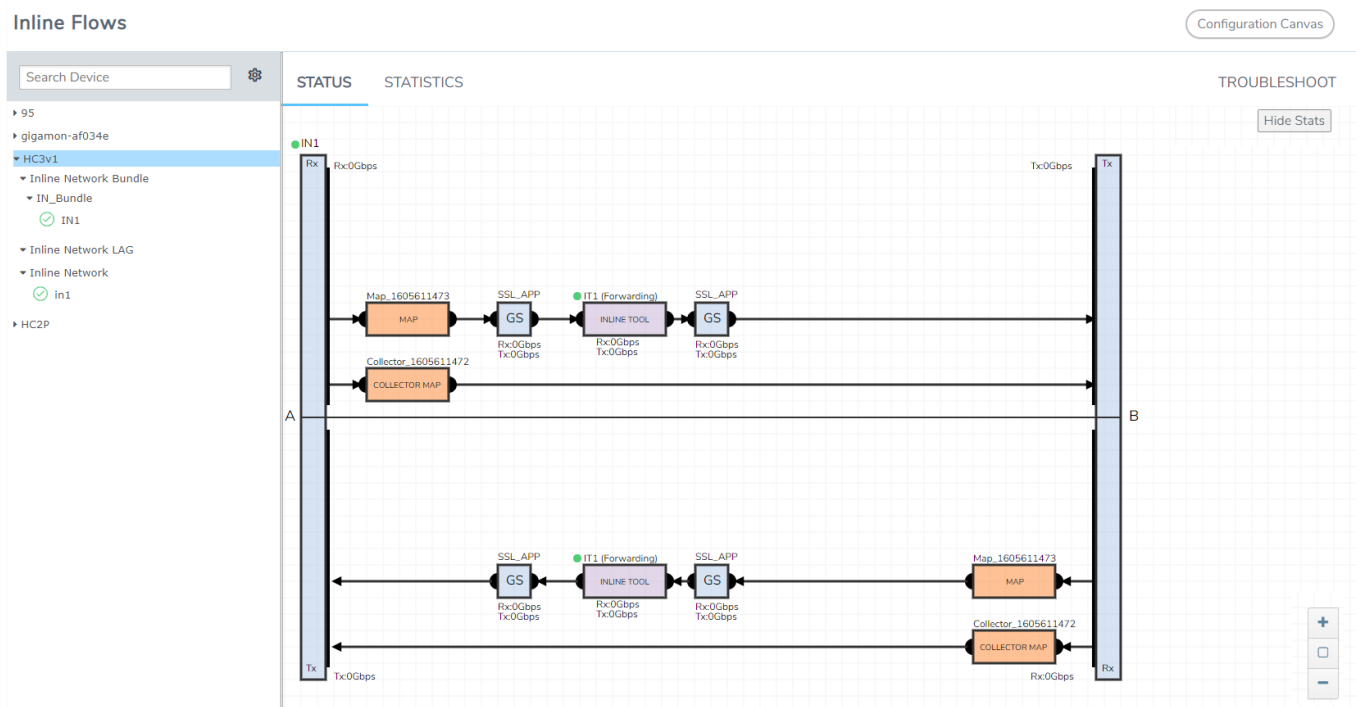 Inline Flows
Configuration Canvas
Search Device
STATUS
STATISTICS
TROUBLESHOOT
95
gigamon-af034e
HC3v1
Inline Network Bundle
IN_Bundle
IN1
Inline Network LAG
Inline Network
in1
HC2P
Hide Stats
IN1
Rx
Rx:0Gbps
Tx:0Gbps
Tx
Map_1605611473
MAP
SSL_APP
GS
Rx:0Gbps
Tx:0Gbps
IT1 (Forwarding)
INLINE TOOL
Rx:0Gbps
Tx:0Gbps
SSL_APP
GS
Rx:0Gbps
Tx:0Gbps
Collector_1605611472
COLLECTOR MAP
A
B
SSL_APP
GS
Rx:0Gbps
Tx:0Gbps
IT1 (Forwarding)
INLINE TOOL
Rx:0Gbps
Tx:0Gbps
SSL_APP
GS
Rx:0Gbps
Tx:0Gbps
Map_1605611473
MAP
Collector_1605611472
COLLECTOR MAP
Tx
Tx:0Gbps
Rx:0Gbps
Rx